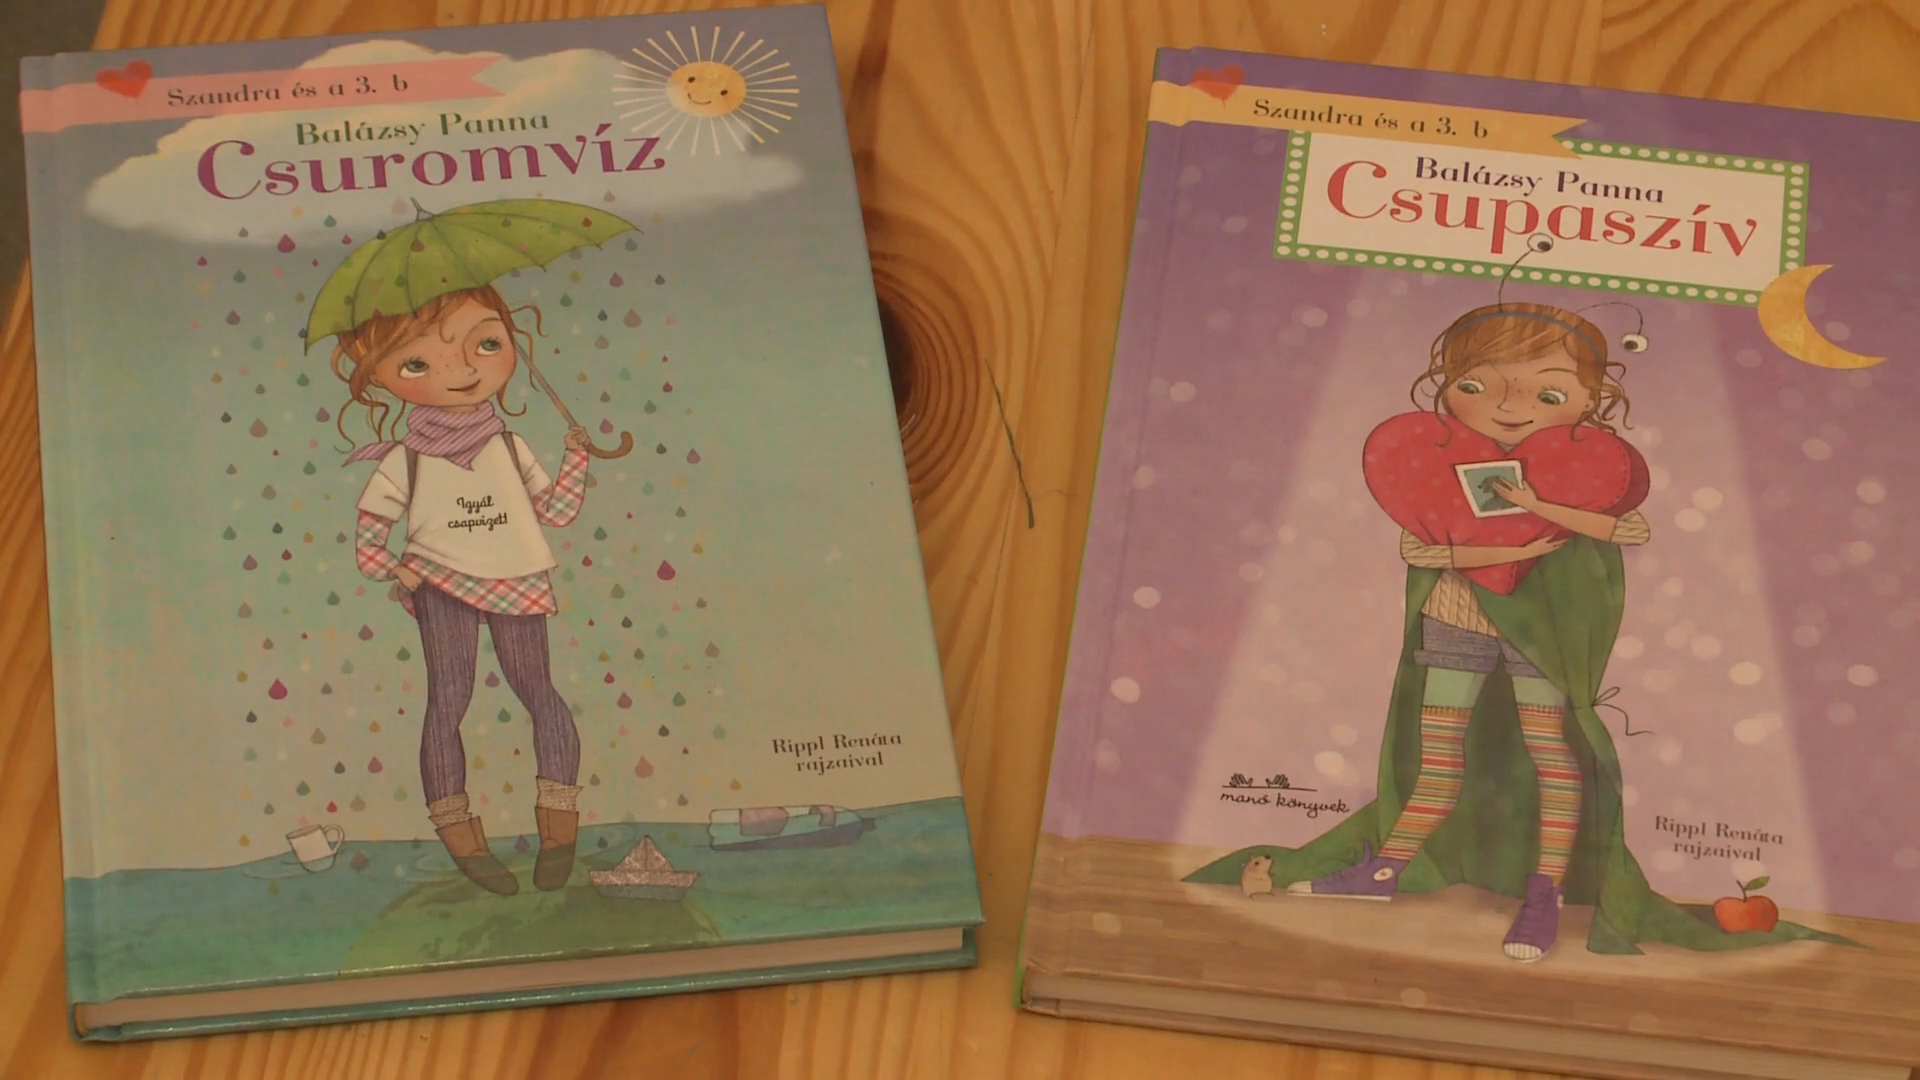 Szandra és a 3. b
Balázsy Panna
Csuromvíz
Igyál
csapvizet!
Rippl Renáta
rajzaival
Szandra és a 3. b
Balázsy Panna
Csupaszív
manó könyvek
Rippl Renáta
rajzaival